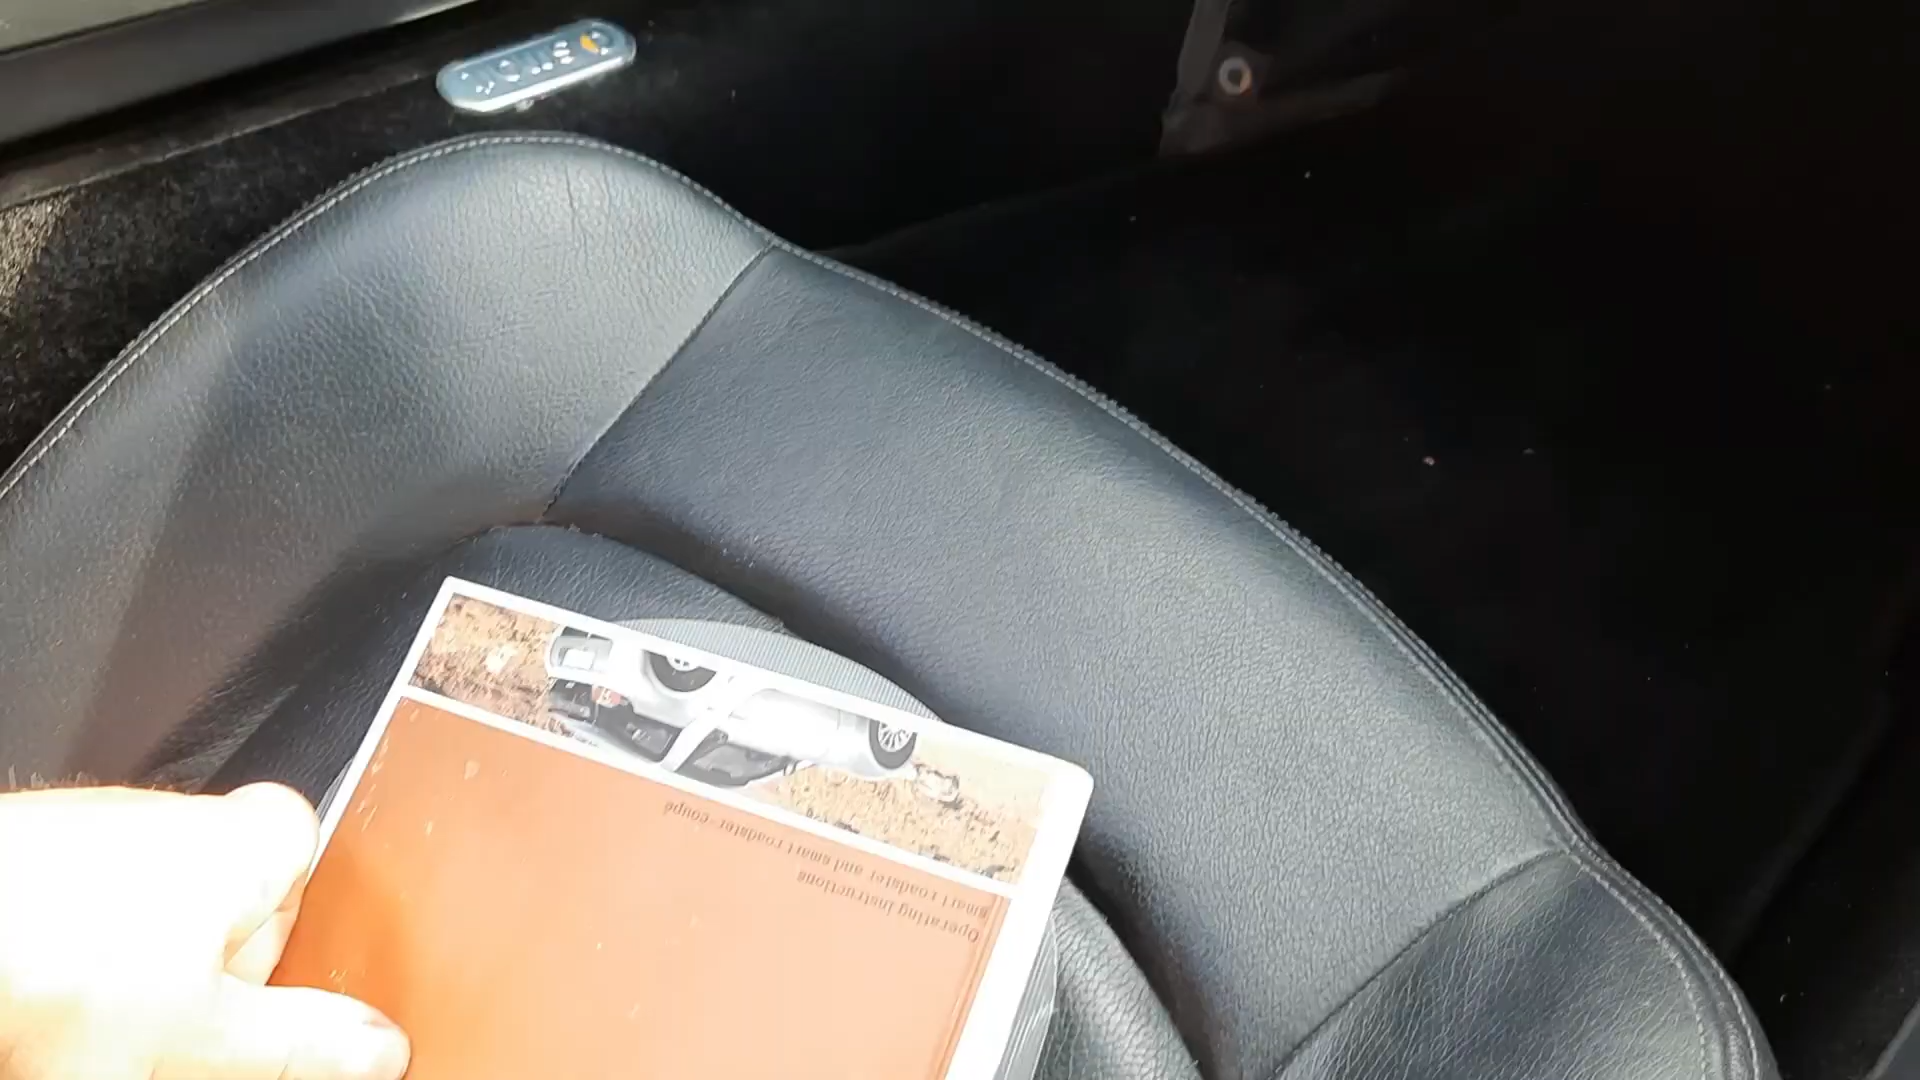 Operating instructions
smart roadster and smart roadster-coupé